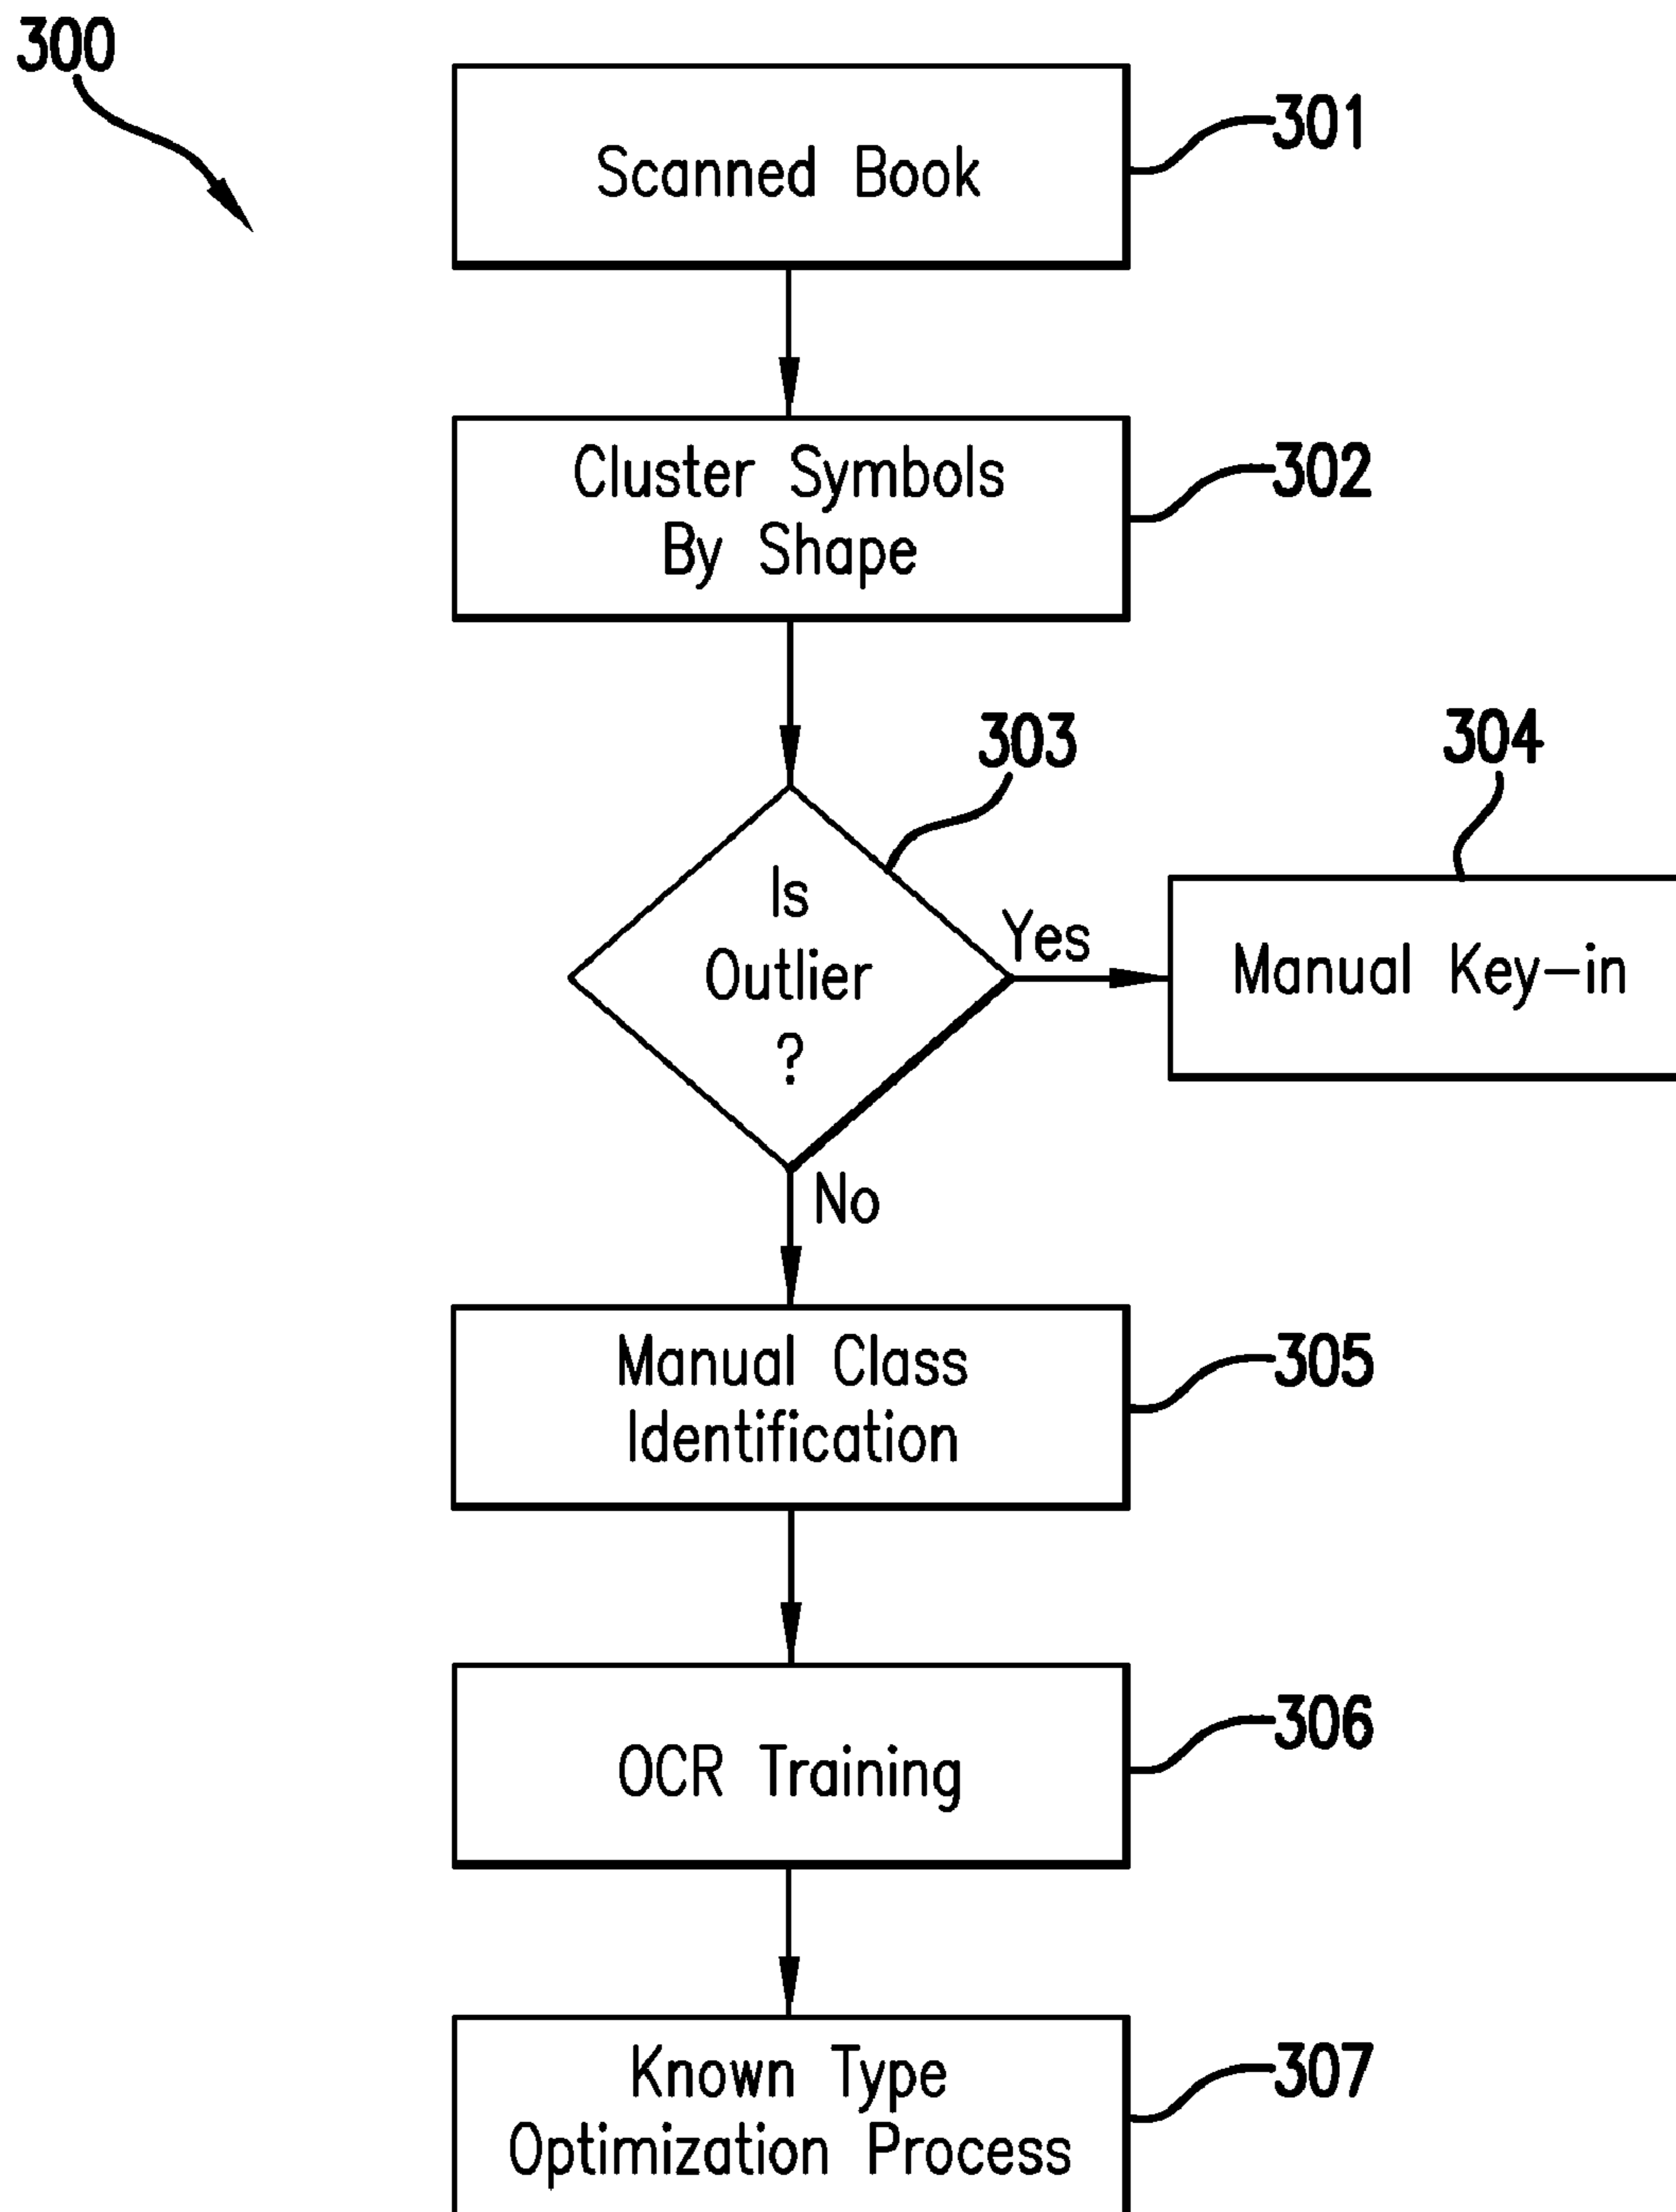 300
Scanned Book
301
Cluster Symbols
By Shape
302
303
304
Is
Outlier
?
Yes
Manual Key-in
No
Manual Class
Identification
305
OCR Training
306
Known Type
Optimization Process
307